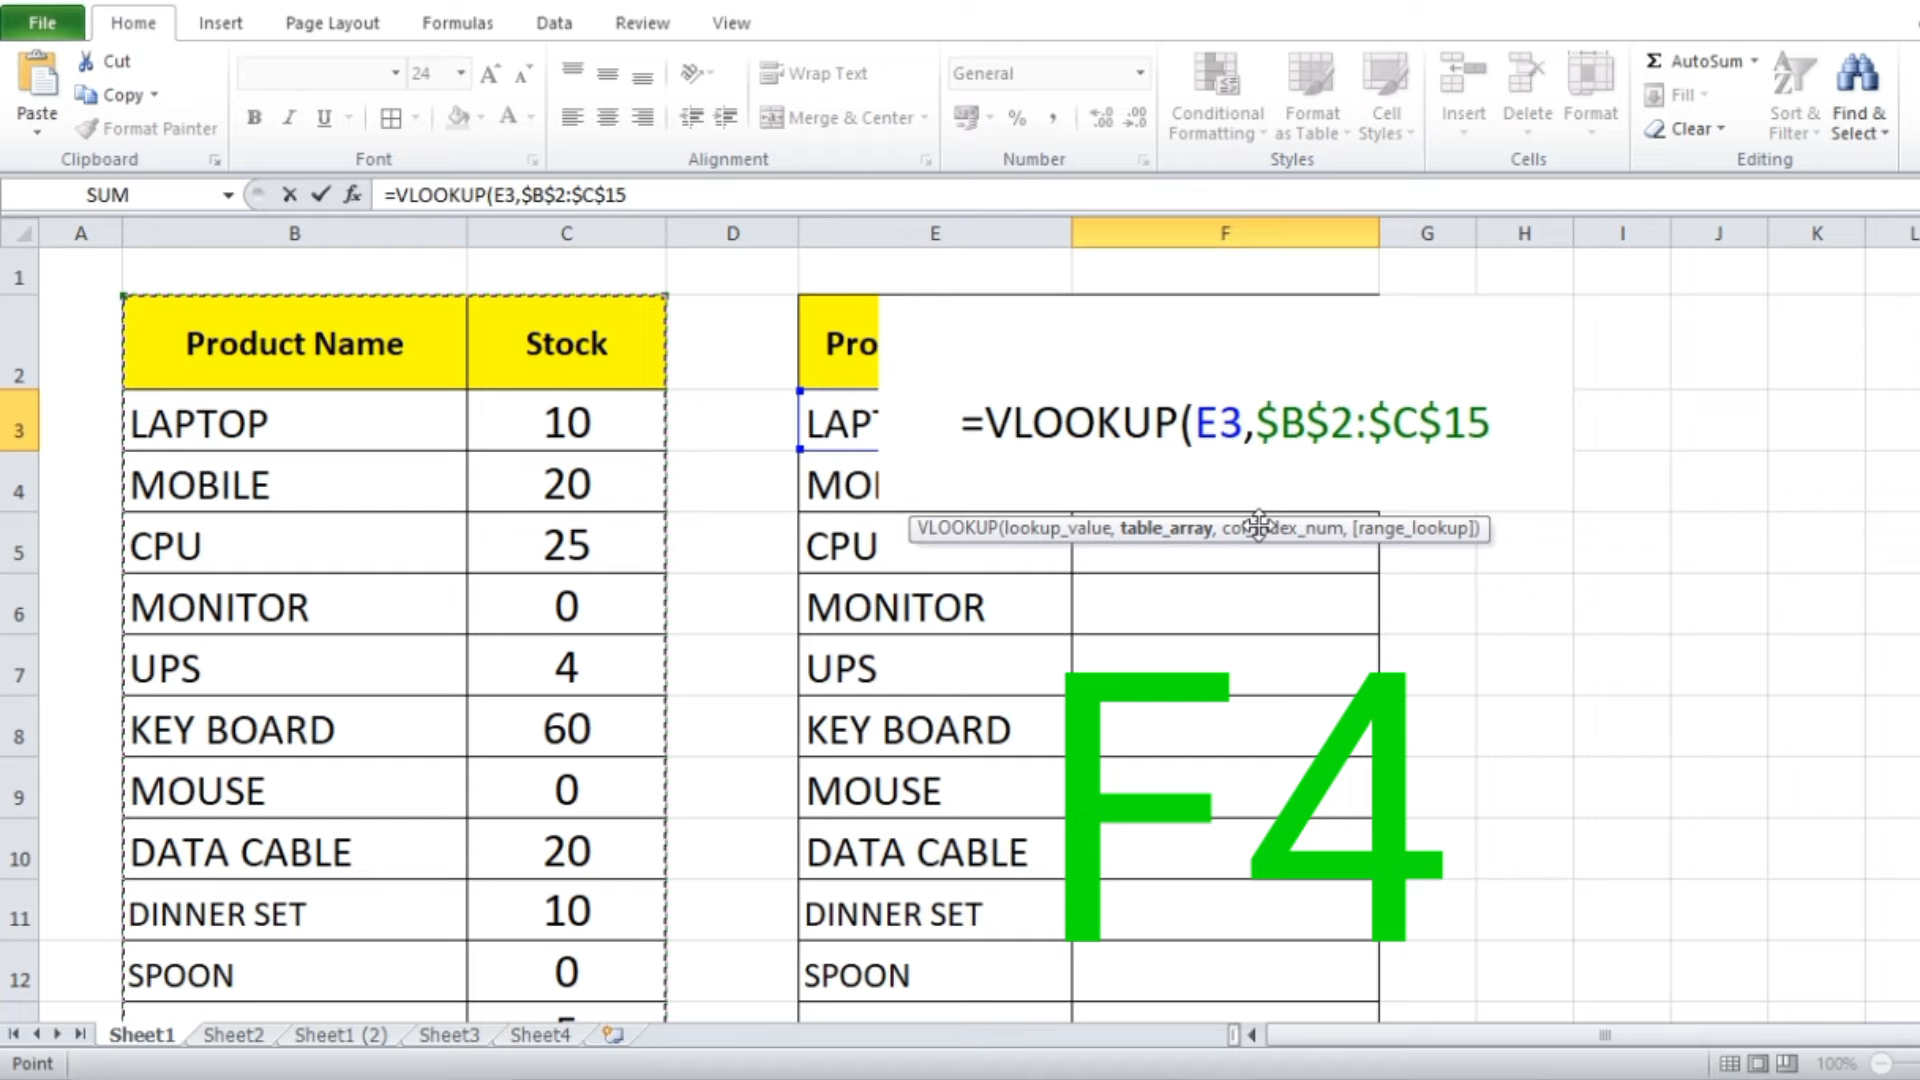 File Home Insert Page Layout Formulas Data Review View
Cut
Copy
Format Painter
Paste
Clipboard
24
A A
B I U A
Font
Wrap Text
Merge & Center
Alignment
General
% ,
Number
Conditional Formatting
Format as Table
Cell Styles
Styles
Insert Delete Format
Cells
Σ AutoSum
Fill
Clear
Sort & Filter
Find & Select
Editing
SUM fx =VLOOKUP(E3,$B$2:$C$15
A B C D E F G H I J K L
1
2 Product Name Stock Pro
3 LAPTOP 10 LAP =VLOOKUP(E3,$B$2:$C$15
4 MOBILE 20
VLOOKUP(lookup_value, table_array, col_index_num, [range_lookup])
5 CPU 25 CPU
6 MONITOR 0 MONITOR
7 UPS 4 UPS
8 KEY BOARD 60 KEY BOARD
F4
9 MOUSE 0 MOUSE
10 DATA CABLE 20 DATA CABLE
11 DINNER SET 10 DINNER SET
12 SPOON 0 SPOON
Sheet1 Sheet2 Sheet1 (2) Sheet3 Sheet4
Point 100%